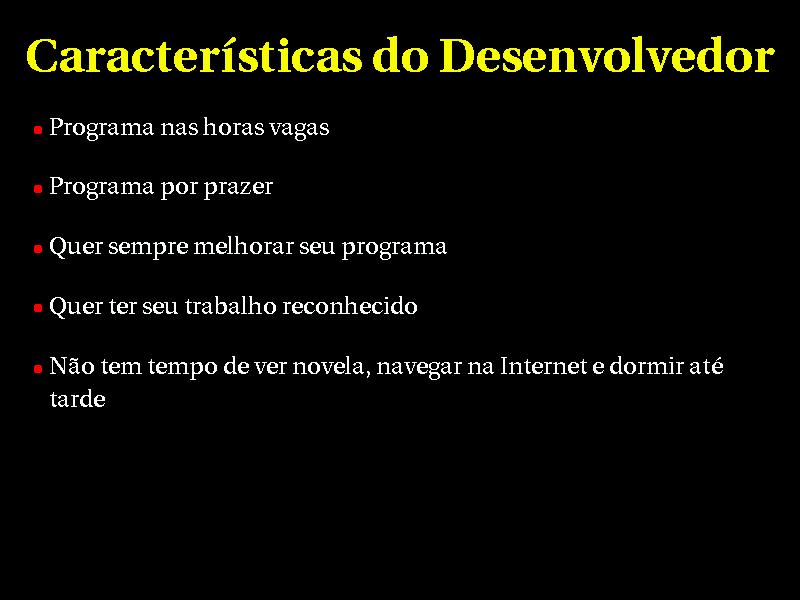 Características do Desenvolvedor
• Programa nas horas vagas
• Programa por prazer
• Quer sempre melhorar seu programa
• Quer ter seu trabalho reconhecido
• Não tem tempo de ver novela, navegar na Internet e dormir até
tarde